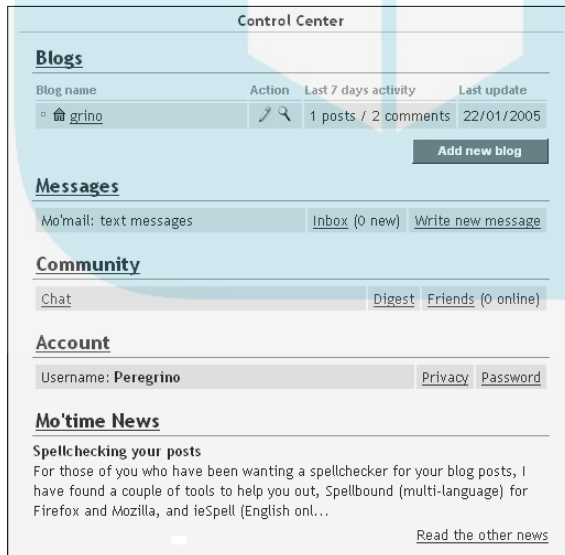 Control Center
Blogs
Blog name Action Last 7 days activity Last update
grino 1 posts / 2 comments 22/01/2005
Add new blog
Messages
Mo'mail: text messages Inbox (0 new) Write new message
Community
Chat Digest Friends (0 online)
Account
Username: Peregrino Privacy Password
Mo'time News
Spellchecking your posts
For those of you who have been wanting a spellchecker for your blog posts, I
have found a couple of tools to help you out, Spellbound (multi-language) for
Firefox and Mozilla, and ieSpell (English onl...
Read the other news